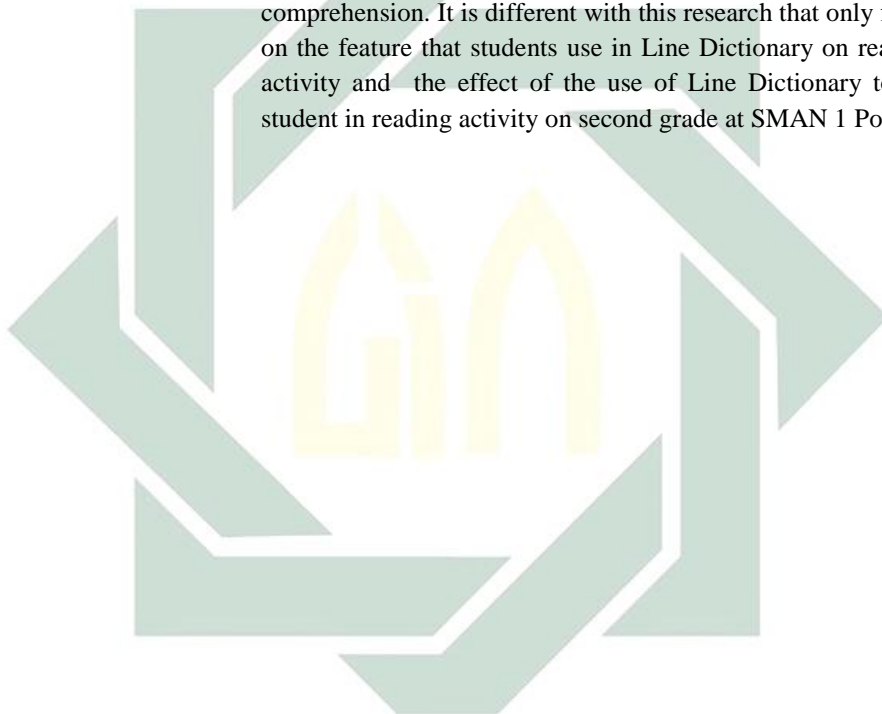 comprehension. It is different with this research that only
on the feature that students use in Line Dictionary on
activity and the effect of the use of Line Dictionary
student in reading activity on second grade at SMAN 1